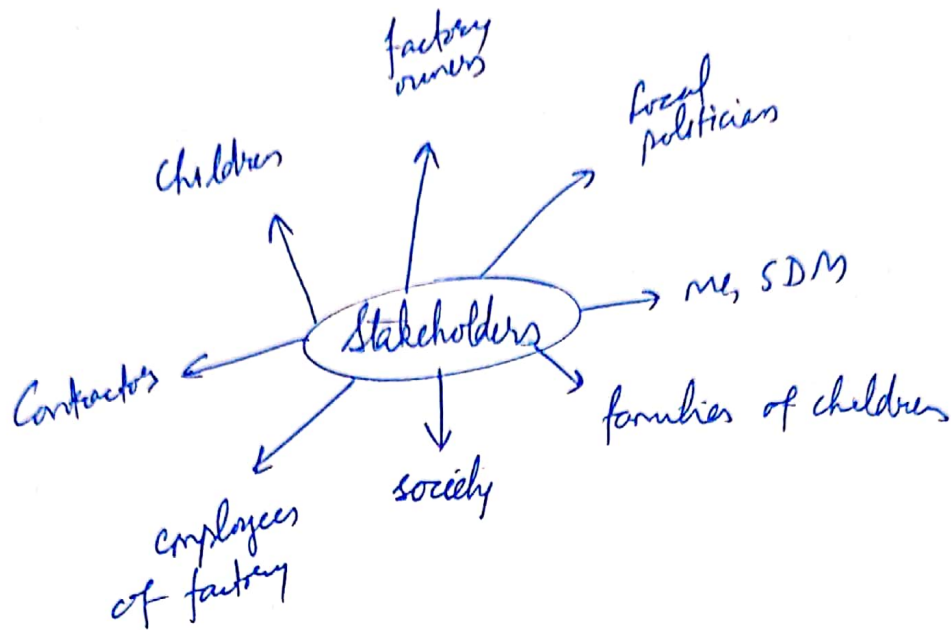 factory
owners
Local
politicians
Children
me, SDM
Stakeholders
Contractors
families of children
society
employees
of factory